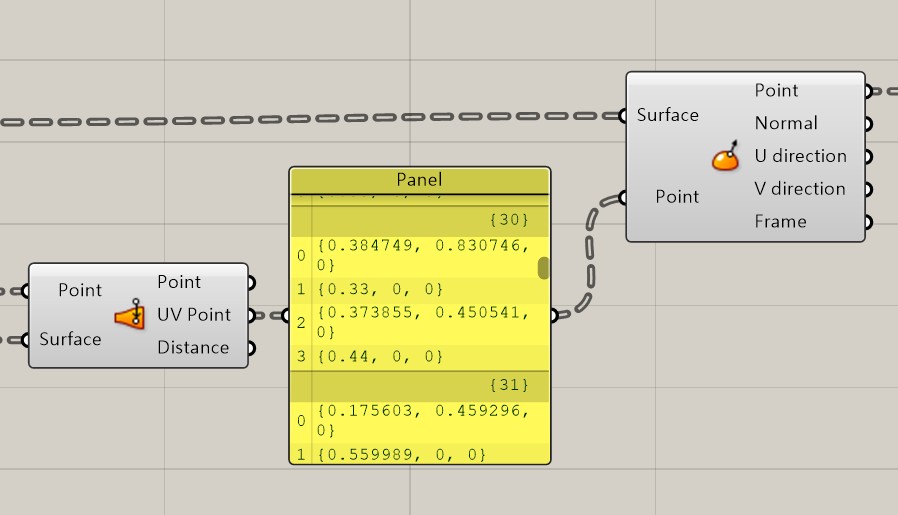 Surface
Point
Point
Normal
U direction
V direction
Frame
Panel
{30}
0 {0.384749, 0.830746,
0}
1 {0.33, 0, 0}
2 {0.373855, 0.450541,
0}
3 {0.44, 0, 0}
{31}
0 {0.175603, 0.459296,
0}
1 {0.559989, 0, 0}
Point
Surface
Point
UV Point
Distance